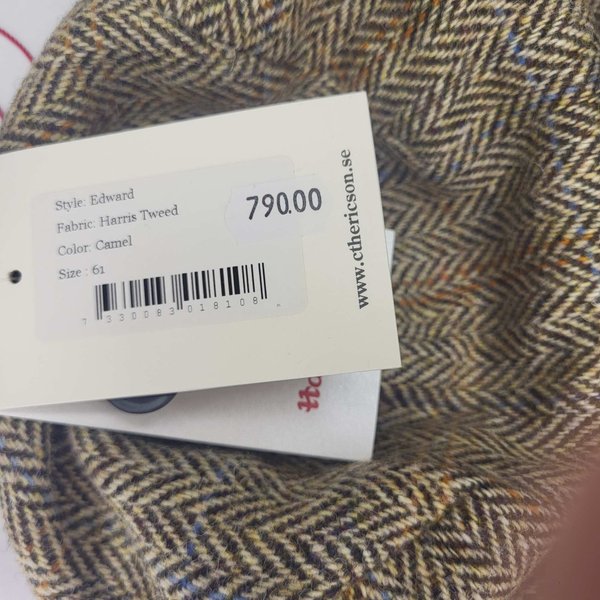 Style: Edward
Fabric: Harris Tweed
Color: Camel
Size : 61
790.00
7 330083 018108
www.cthericson.se